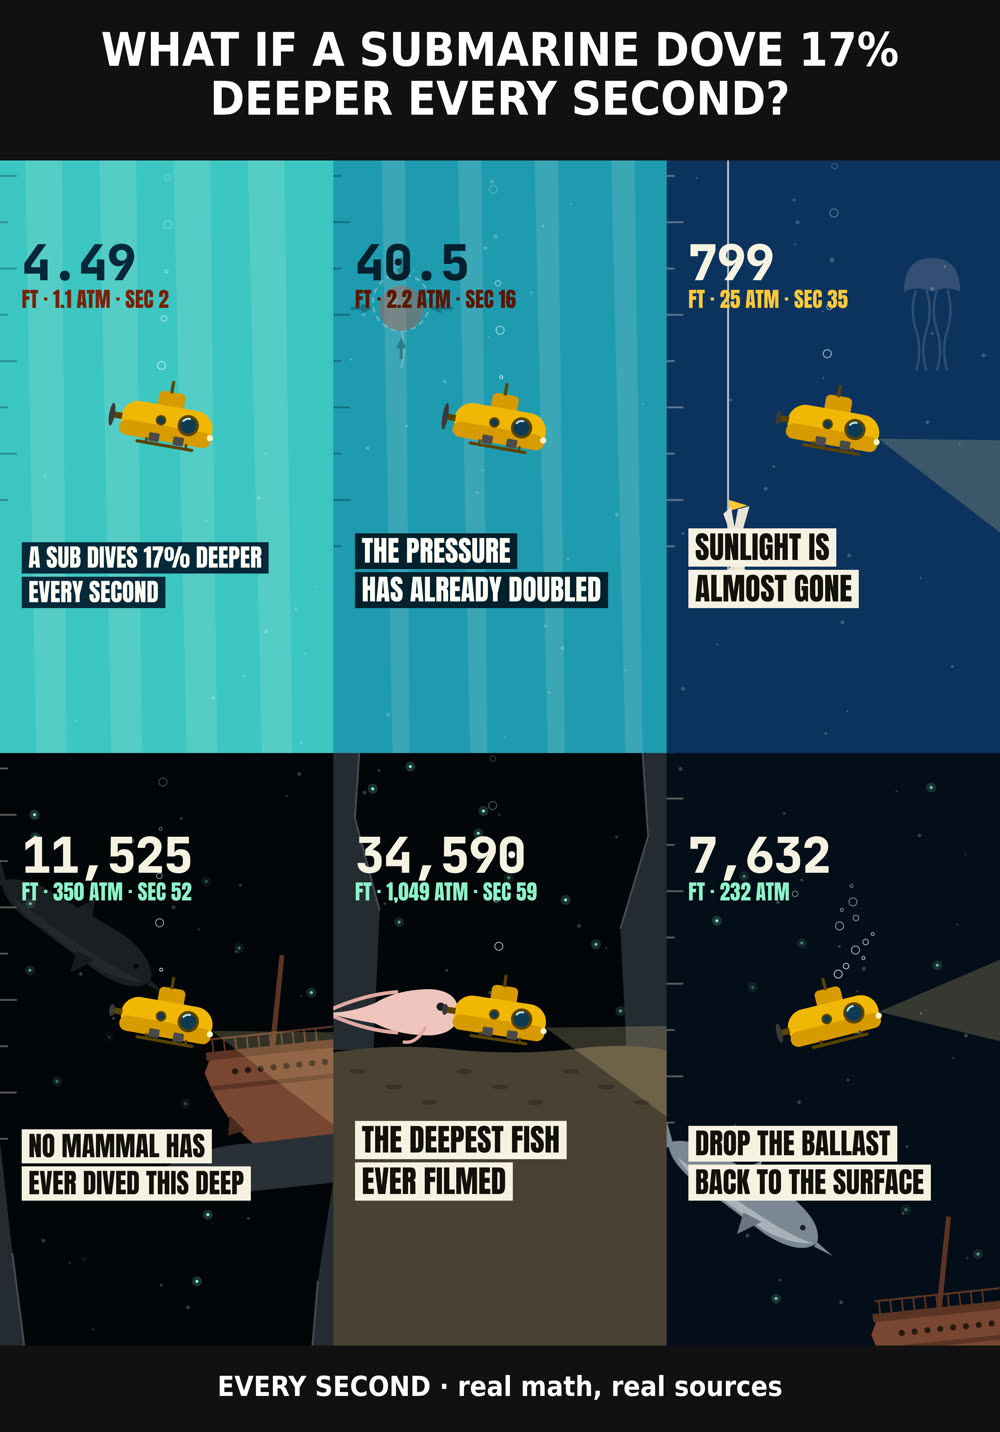 WHAT IF A SUBMARINE DOVE 17%
DEEPER EVERY SECOND?
4.49
FT · 1.1 ATM · SEC 2
A SUB DIVES 17% DEEPER
EVERY SECOND
40.5
FT · 2.2 ATM · SEC 16
THE PRESSURE
HAS ALREADY DOUBLED
799
FT · 25 ATM · SEC 35
SUNLIGHT IS
ALMOST GONE
11,525
FT · 350 ATM · SEC 52
NO MAMMAL HAS
EVER DIVED THIS DEEP
34,590
FT · 1,049 ATM · SEC 59
THE DEEPEST FISH
EVER FILMED
7,632
FT · 232 ATM
DROP THE BALLAST
BACK TO THE SURFACE
EVERY SECOND · real math, real sources